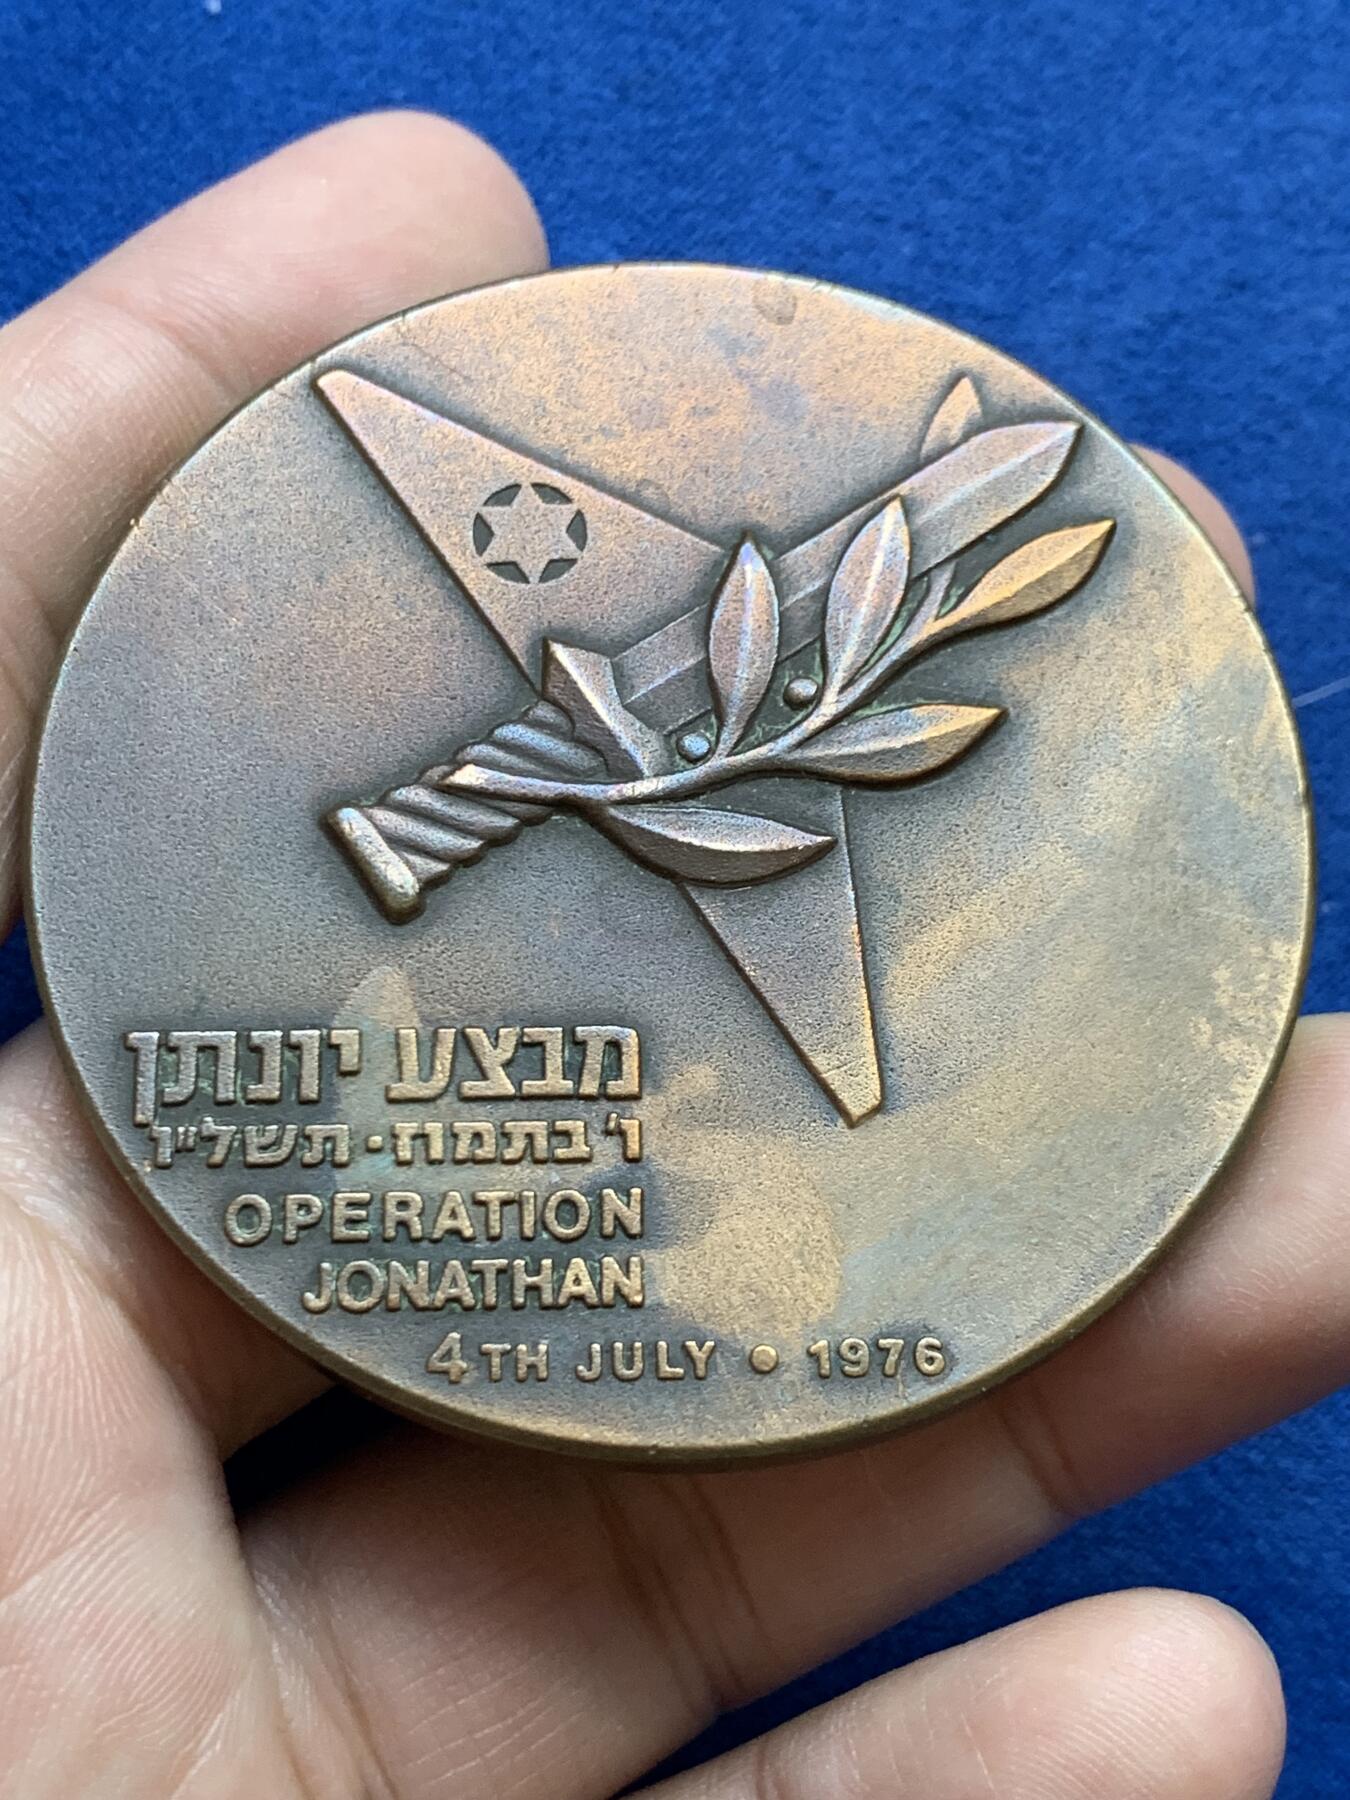 מבצע יונתן
ו' בתמוז · תשל"ו
OPERATION
JONATHAN
4TH JULY • 1976